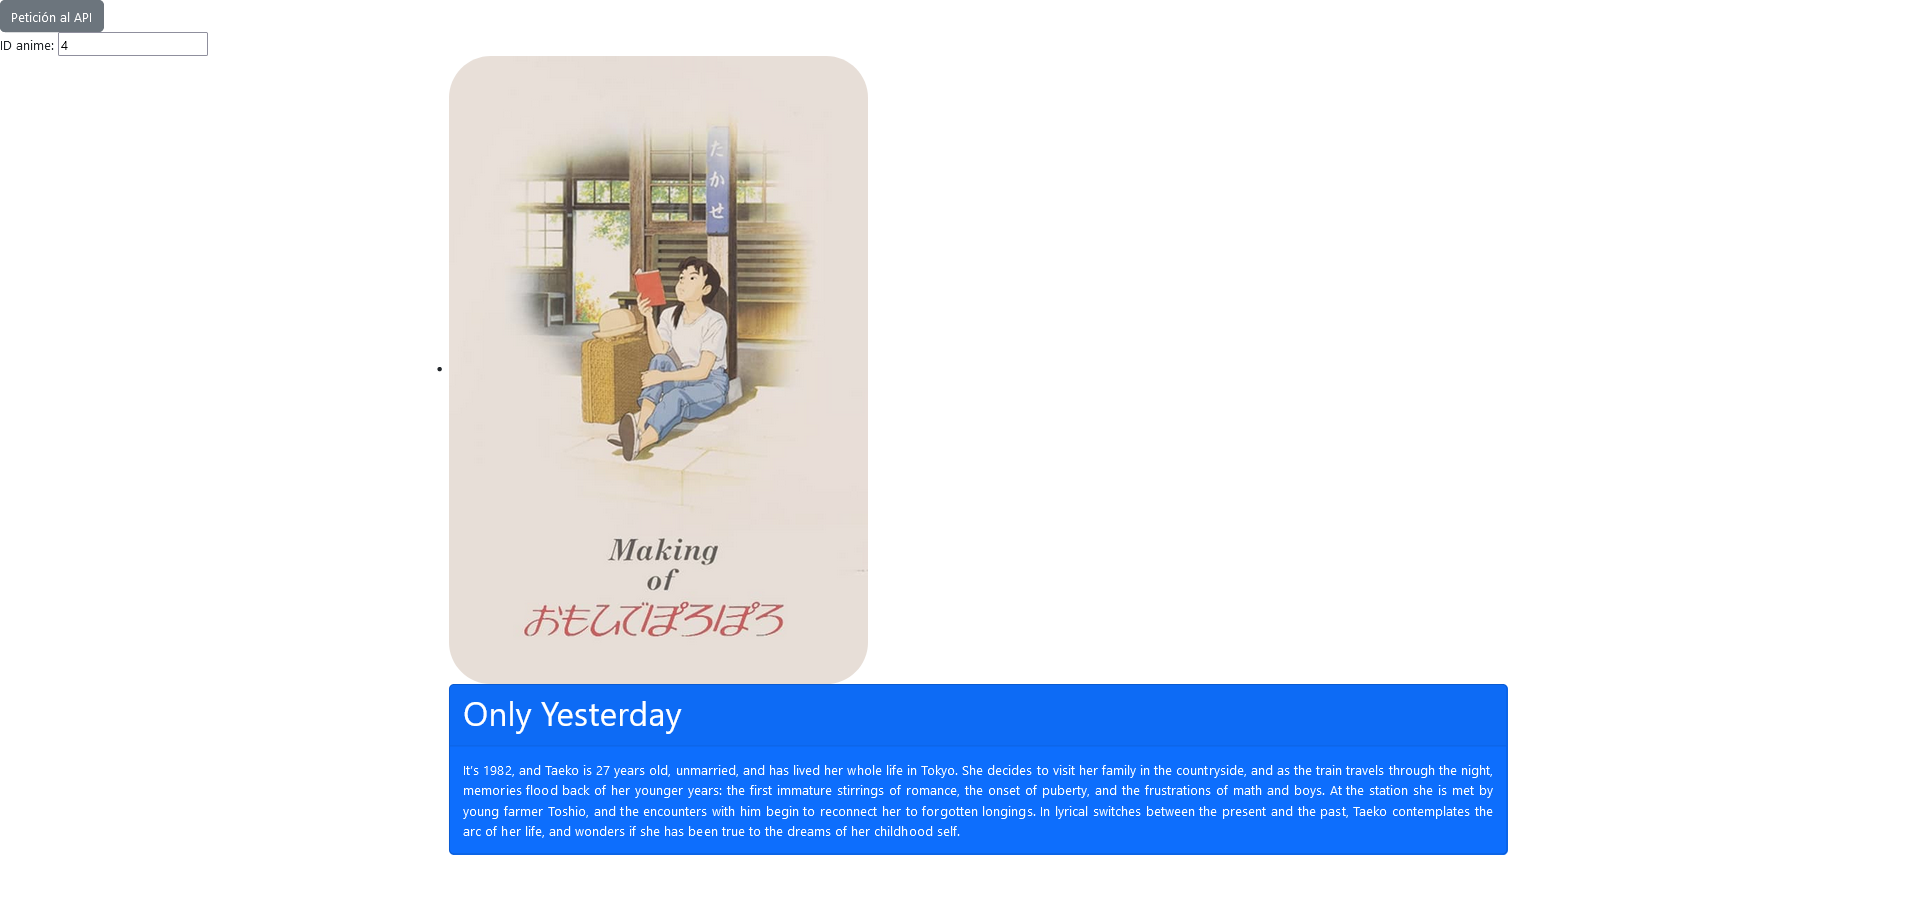 Petición al API
ID anime: 4
たかせ
Making
of
おもひでぽろぽろ
Only Yesterday
It's 1982, and Taeko is 27 years old, unmarried, and has lived her whole life in Tokyo. She decides to visit her family in the countryside, and as the train travels through the night,
memories flood back of her younger years: the first immature stirrings of romance, the onset of puberty, and the frustrations of math and boys. At the station she is met by
young farmer Toshio, and the encounters with him begin to reconnect her to forgotten longings. In lyrical switches between the present and the past, Taeko contemplates the
arc of her life, and wonders if she has been true to the dreams of her childhood self.